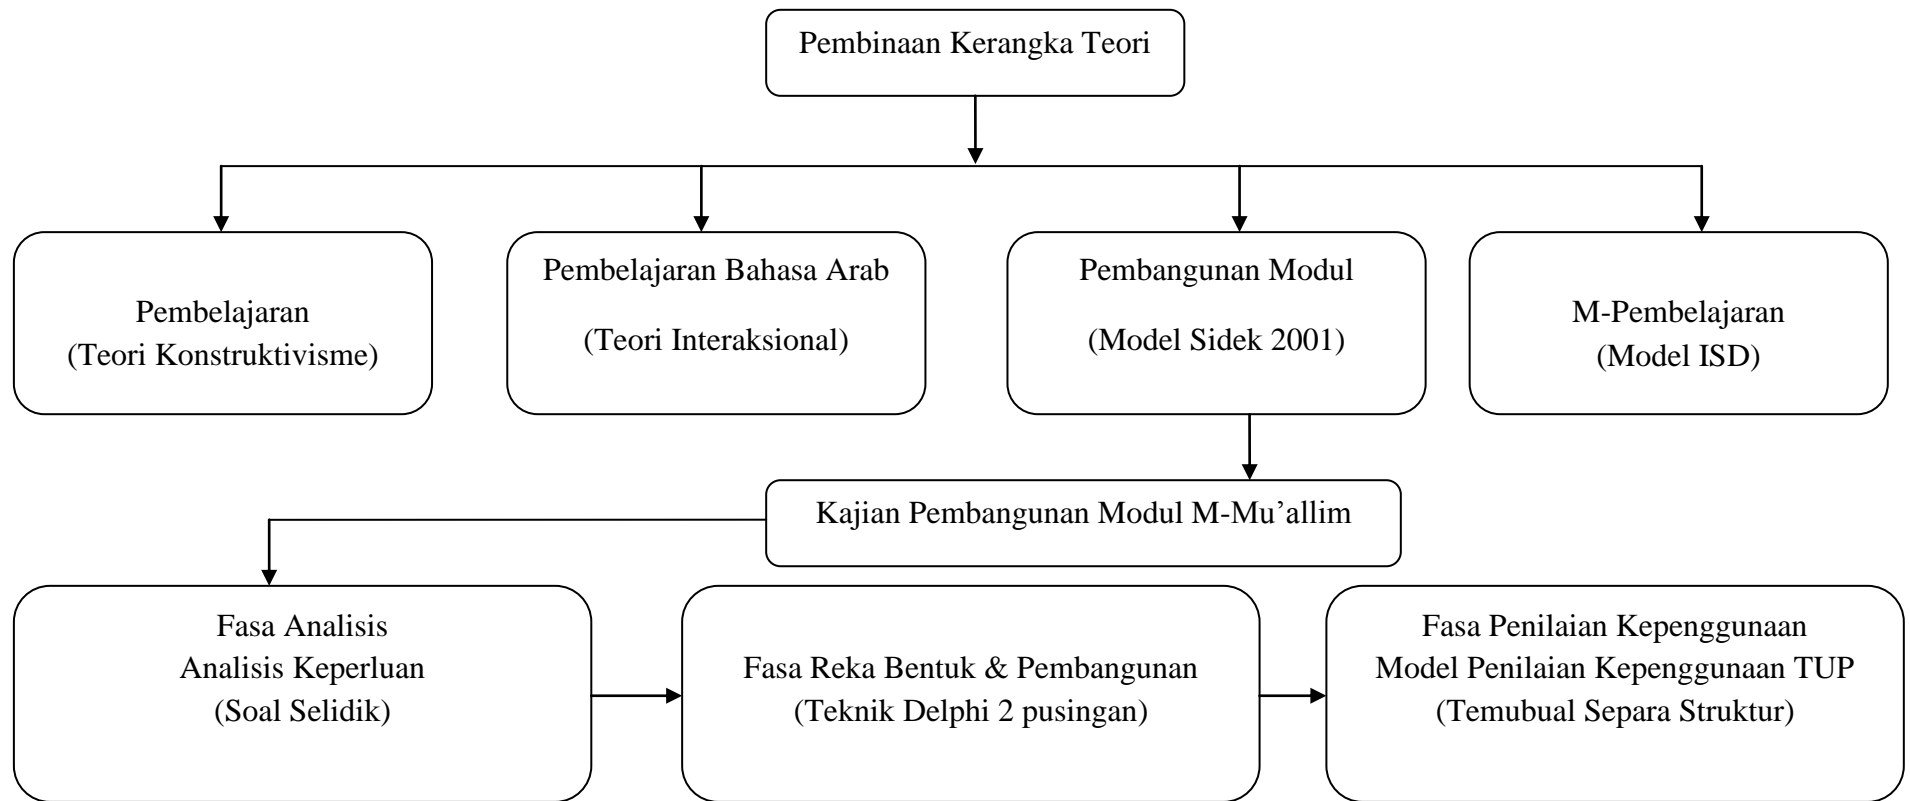 Pembinaan Kerangka Teori
Pembelajaran
(Teori Konstruktivisme)
Pembelajaran Bahasa Arab
(Teori Interaksional)
Pembangunan Modul
(Model Sidek 2001)
M-Pembelajaran
(Model ISD)
Kajian Pembangunan Modul M-Mu’allim
Fasa Analisis
Analisis Keperluan
(Soal Selidik)
Fasa Reka Bentuk & Pembangunan
(Teknik Delphi 2 pusingan)
Fasa Penilaian Kepenggunaan
Model Penilaian Kepenggunaan TUP
(Temubual Separa Struktur)